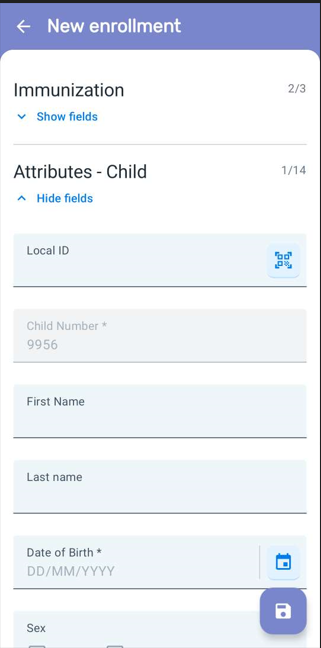 New enrollment
Immunization
2/3
Show fields
Attributes - Child
1/14
Hide fields
Local ID
Child Number *
9956
First Name
Last name
Date of Birth *
DD/MM/YYYY
Sex